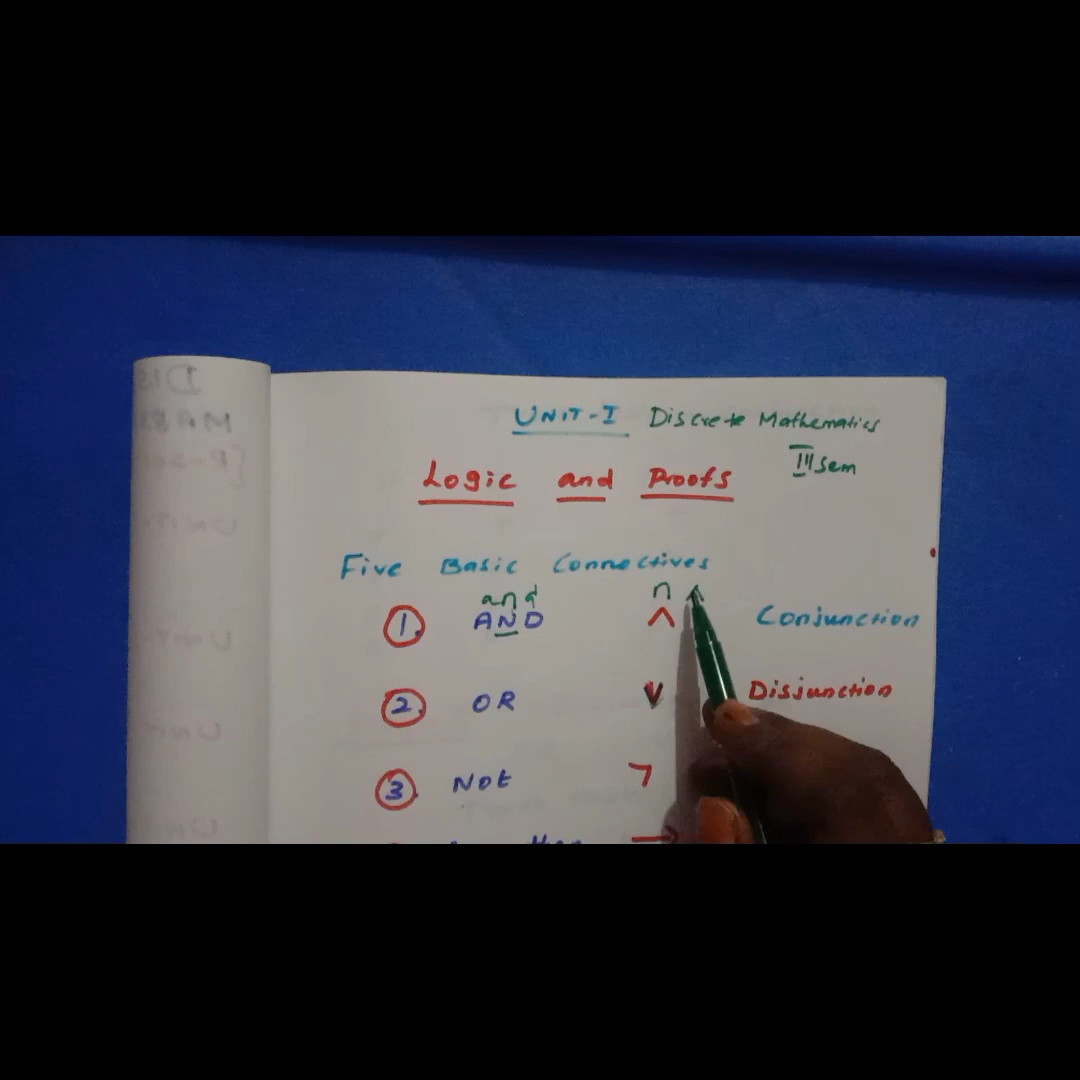 UNIT-I Discrete Mathematics
III sem
Logic and Proofs
Five Basic Connectives
and n
1. AND ∧ Conjunction
2. OR ∨ Disjunction
3. Not ¬
then →